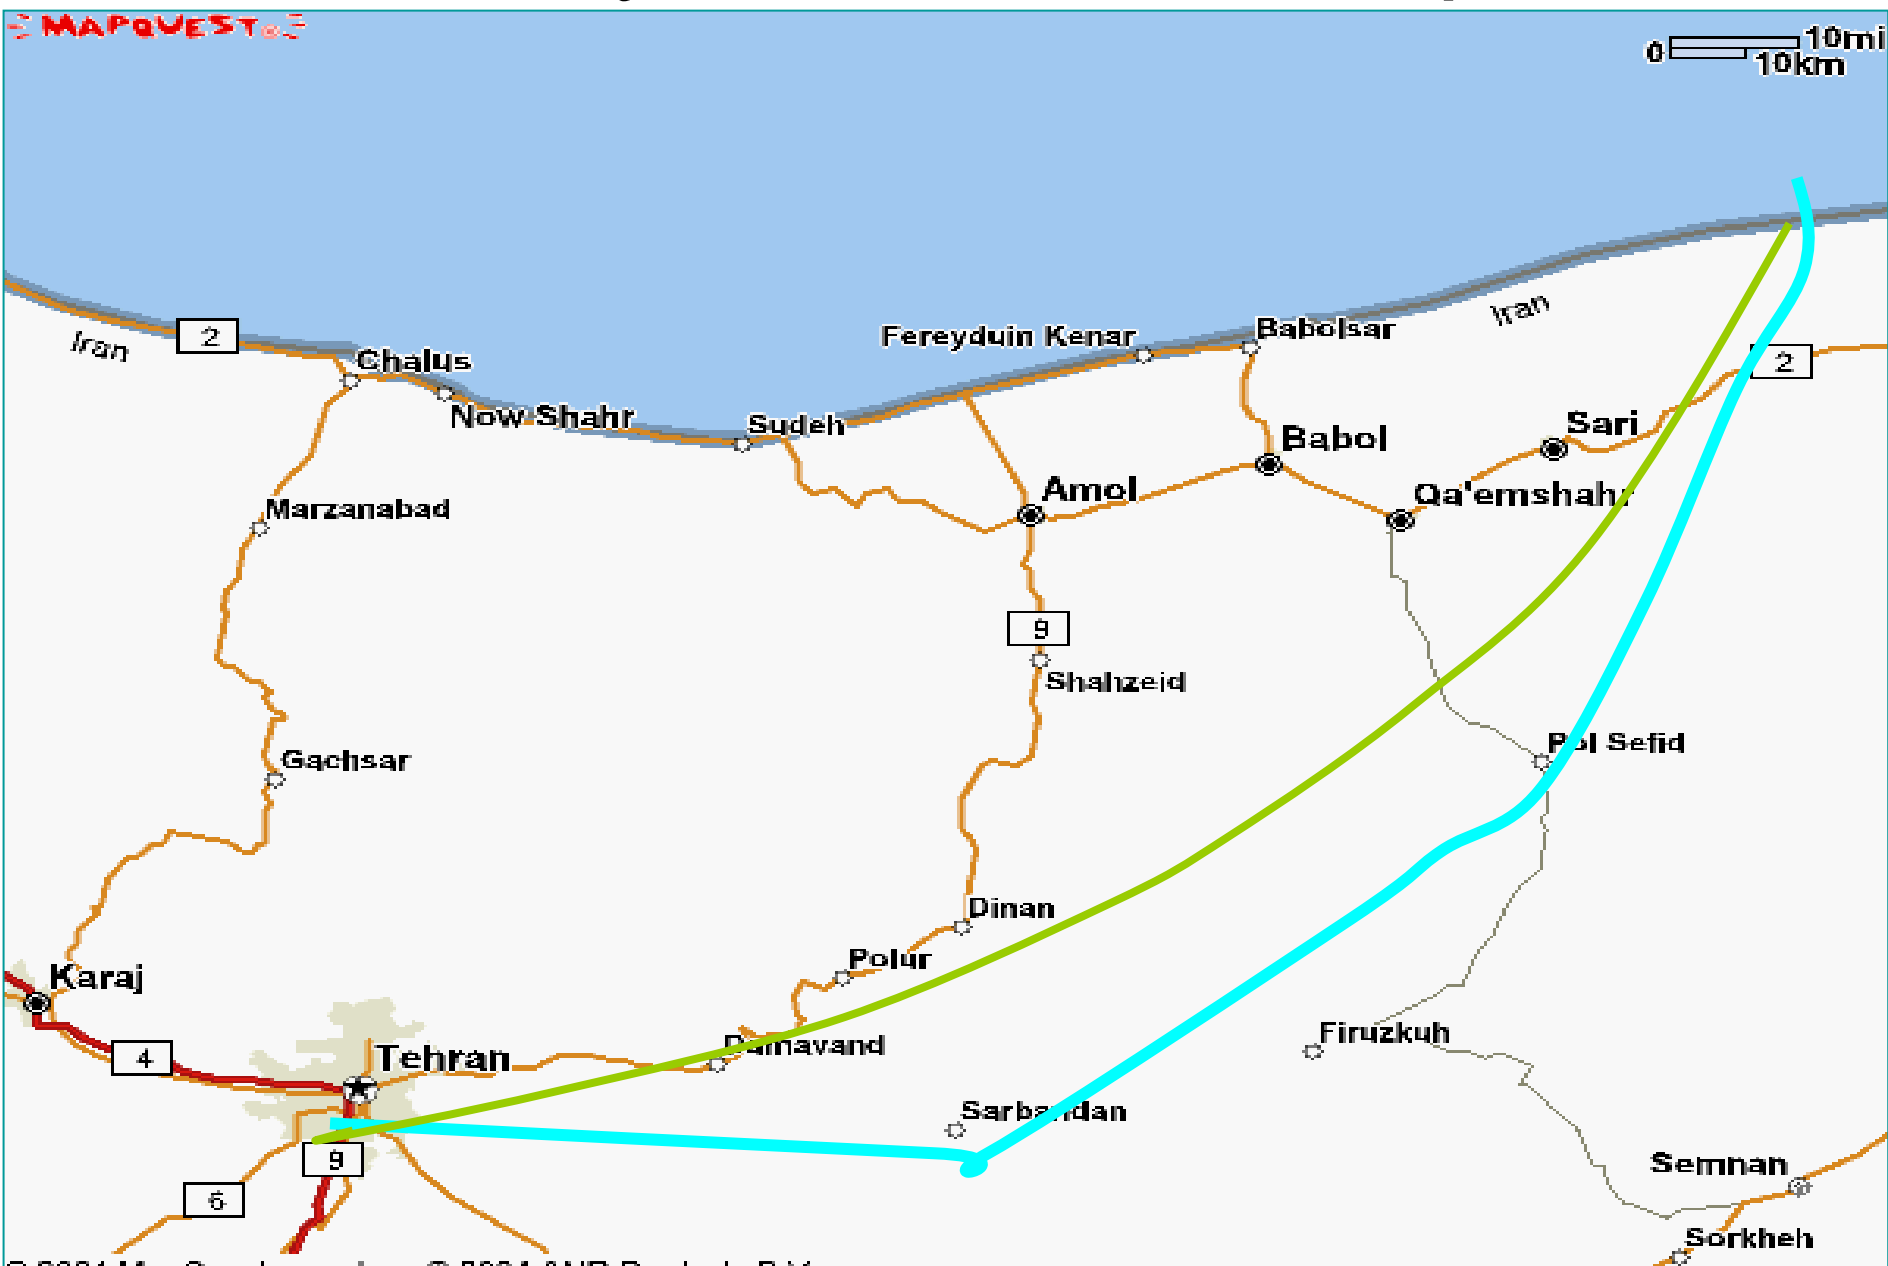 MAPQUEST
10mi
0
10km
Iran
2
Chalus
Now Shahr
Sudeh
Fereyduin Kenar
Babolsar
Iran
2
Sari
Babol
Amol
Qa'emshahr
Marzanabad
9
Shahzeid
Pol Sefid
Gachsar
Dinan
Polur
Karaj
Firuzkuh
Damavand
4
Tehran
Sarbandan
9
6
Semnan
Sorkheh